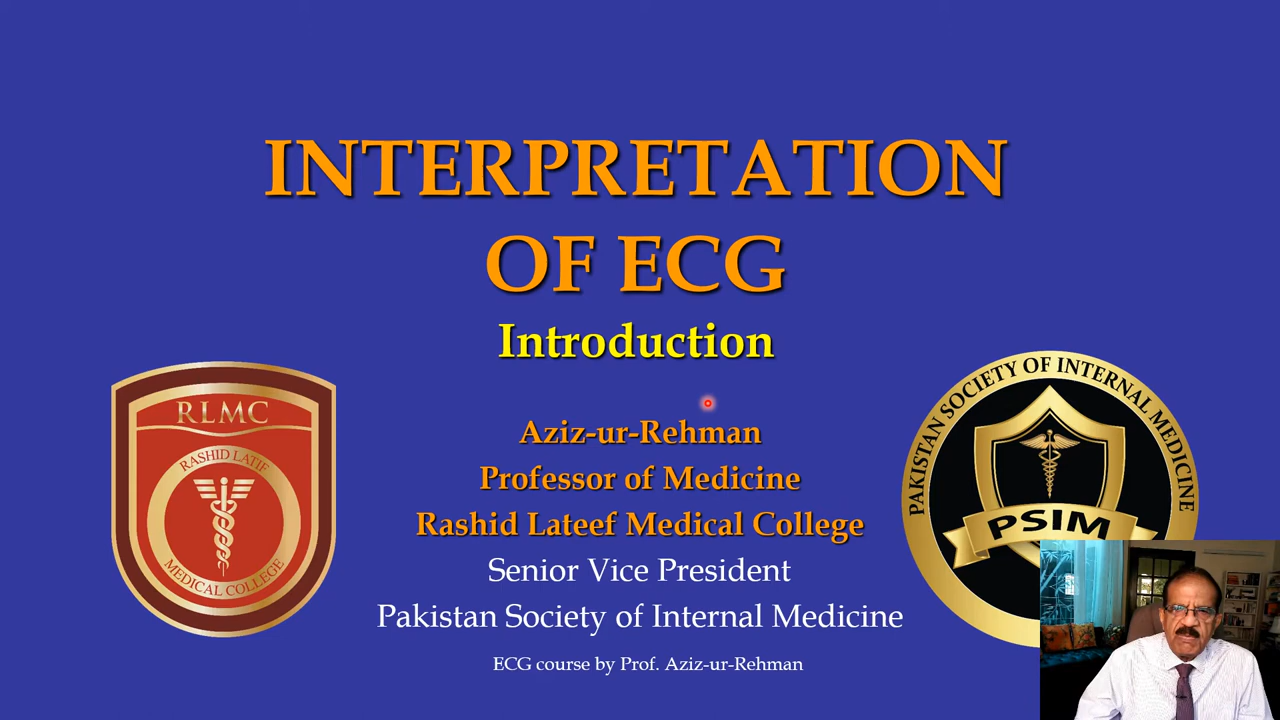 INTERPRETATION
OF ECG
Introduction
RLMC
RASHID LATIF
MEDICAL COLLEGE
PAKISTAN SOCIETY OF INTERNAL MEDICINE
PSIM
Aziz-ur-Rehman
Professor of Medicine
Rashid Lateef Medical College
Senior Vice President
Pakistan Society of Internal Medicine
ECG course by Prof. Aziz-ur-Rehman